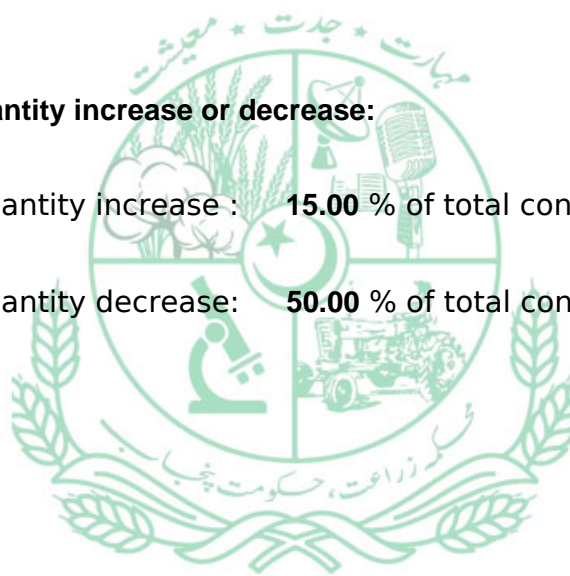 مہارت ★ جدت ★ معیشت
antity increase or decrease:
antity increase : 15.00 % of total con
antity decrease: 50.00 % of total con
محکمہ زراعت، حکومت پنجاب